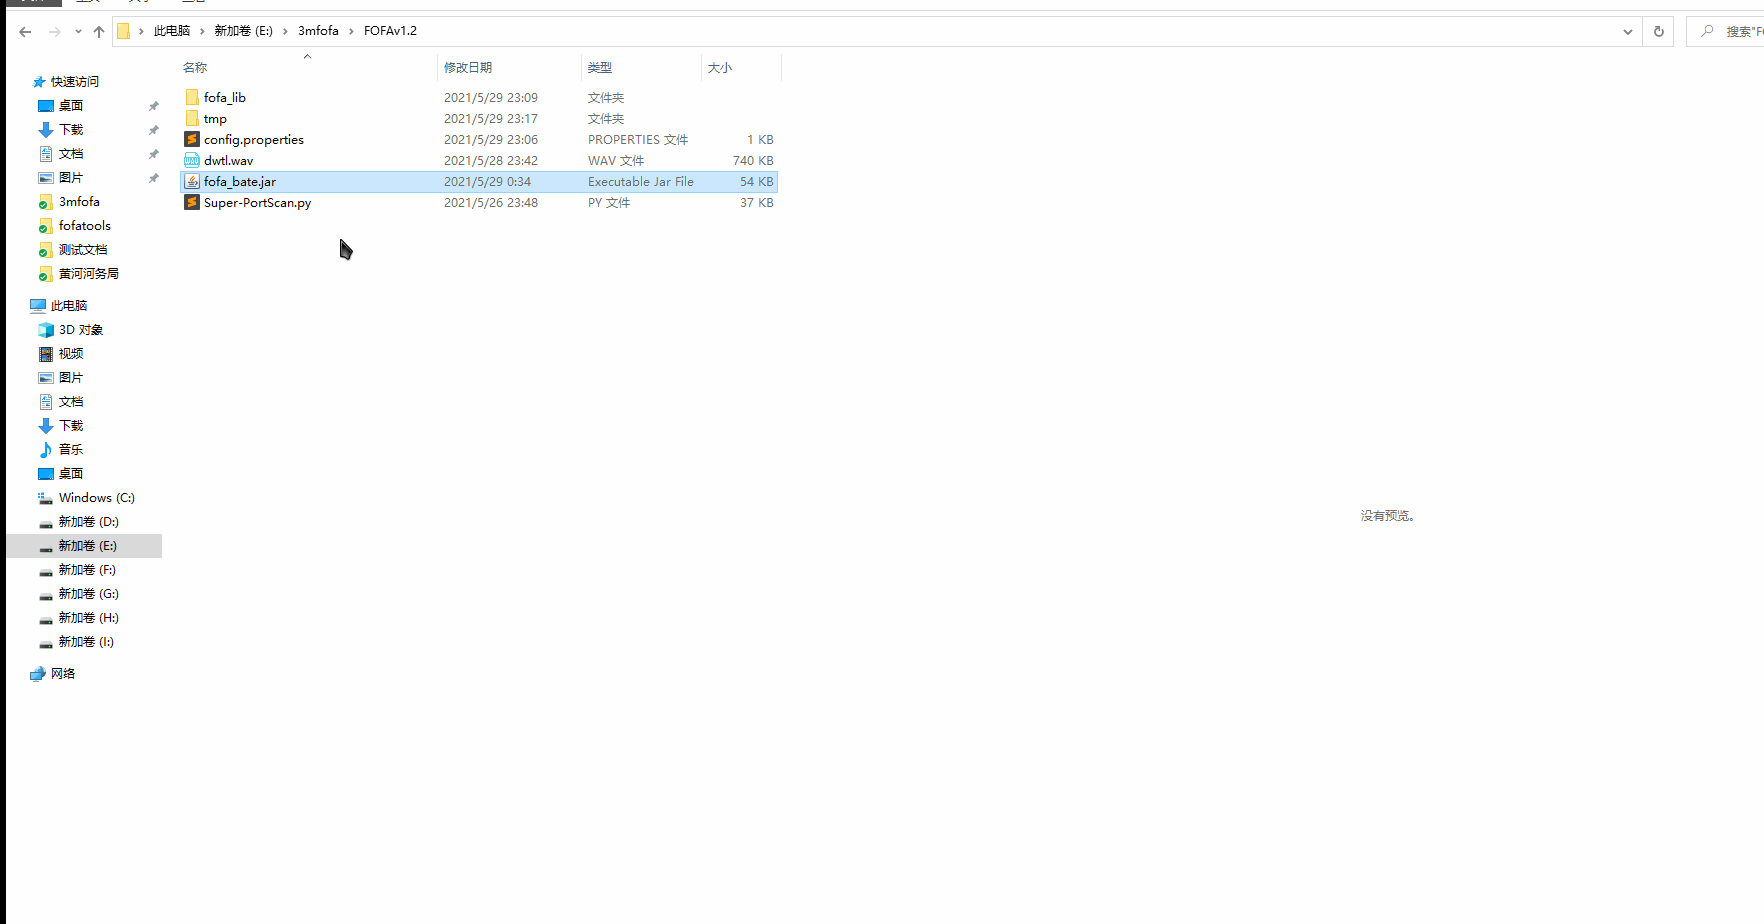 此电脑 › 新加卷 (E:) › 3mfofa › FOFAv1.2
搜索"F
名称 修改日期 类型 大小
fofa_lib 2021/5/29 23:09 文件夹
tmp 2021/5/29 23:17 文件夹
config.properties 2021/5/29 23:06 PROPERTIES 文件 1 KB
dwtl.wav 2021/5/28 23:42 WAV 文件 740 KB
fofa_bate.jar 2021/5/29 0:34 Executable Jar File 54 KB
Super-PortScan.py 2021/5/26 23:48 PY 文件 37 KB
快速访问
桌面
下载
文档
图片
3mfofa
fofatools
测试文档
黄河河务局
此电脑
3D 对象
视频
图片
文档
下载
音乐
桌面
Windows (C:)
新加卷 (D:)
新加卷 (E:)
新加卷 (F:)
新加卷 (G:)
新加卷 (H:)
新加卷 (I:)
网络
没有预览。